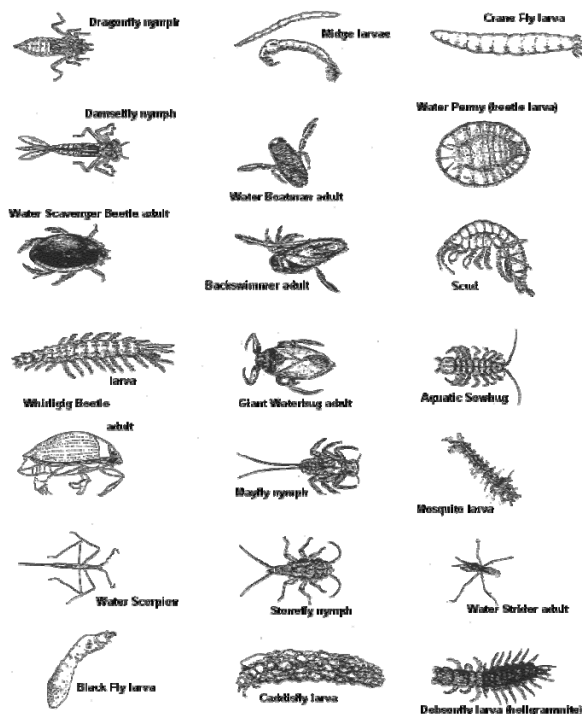 Dragonfly nymph
Midge larvae
Crane Fly larva
Damselfly nymph
Water Boatman adult
Water Penny (beetle larva)
Water Scavenger Beetle adult
Backswimmer adult
Scud
larva
Whirligig Beetle
adult
Giant Waterbug adult
Aquatic Sowbug
Mayfly nymph
Mosquito larva
Water Scorpion
Stonefly nymph
Water Strider adult
Black Fly larva
Caddisfly larva
Dobsonfly larva (hellgrammite)